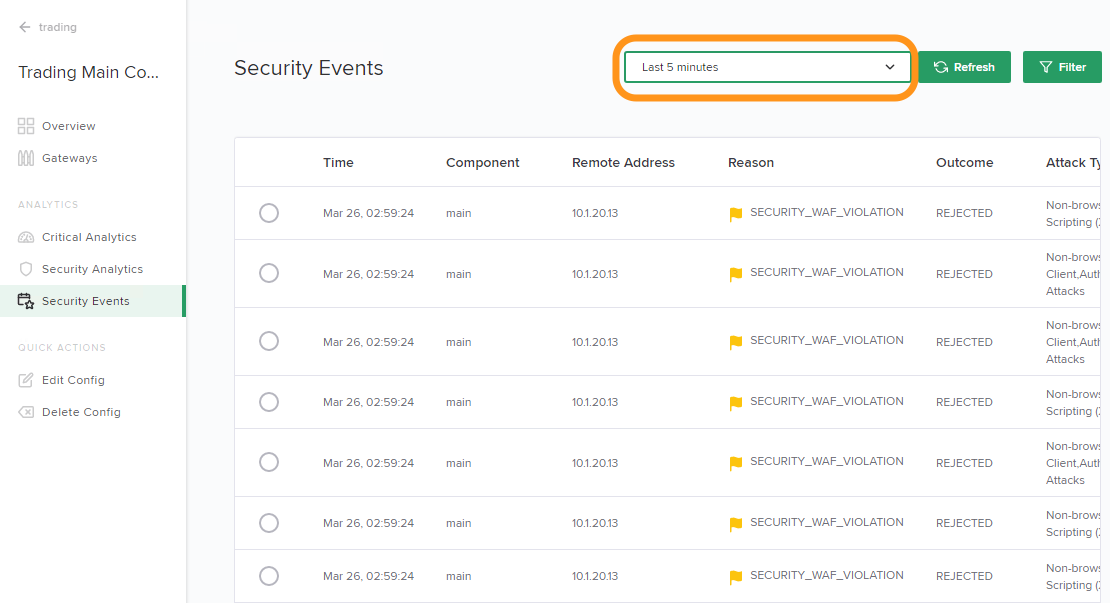 trading
Trading Main Co...
Overview
Gateways
ANALYTICS
Critical Analytics
Security Analytics
Security Events
QUICK ACTIONS
Edit Config
Delete Config
Security Events
Last 5 minutes
Refresh
Filter
Time Component Remote Address Reason Outcome Attack Ty
Mar 26, 02:59:24 main 10.1.20.13 SECURITY_WAF_VIOLATION REJECTED Non-brows
Scripting (
Mar 26, 02:59:24 main 10.1.20.13 SECURITY_WAF_VIOLATION REJECTED Non-brows
Client,Auth
Attacks
Mar 26, 02:59:24 main 10.1.20.13 SECURITY_WAF_VIOLATION REJECTED Non-brows
Client,Auth
Attacks
Mar 26, 02:59:24 main 10.1.20.13 SECURITY_WAF_VIOLATION REJECTED Non-brows
Scripting (
Mar 26, 02:59:24 main 10.1.20.13 SECURITY_WAF_VIOLATION REJECTED Non-brows
Client,Auth
Attacks
Mar 26, 02:59:24 main 10.1.20.13 SECURITY_WAF_VIOLATION REJECTED Non-brows
Scripting (
Mar 26, 02:59:24 main 10.1.20.13 SECURITY_WAF_VIOLATION REJECTED Non-brows
Scripting (